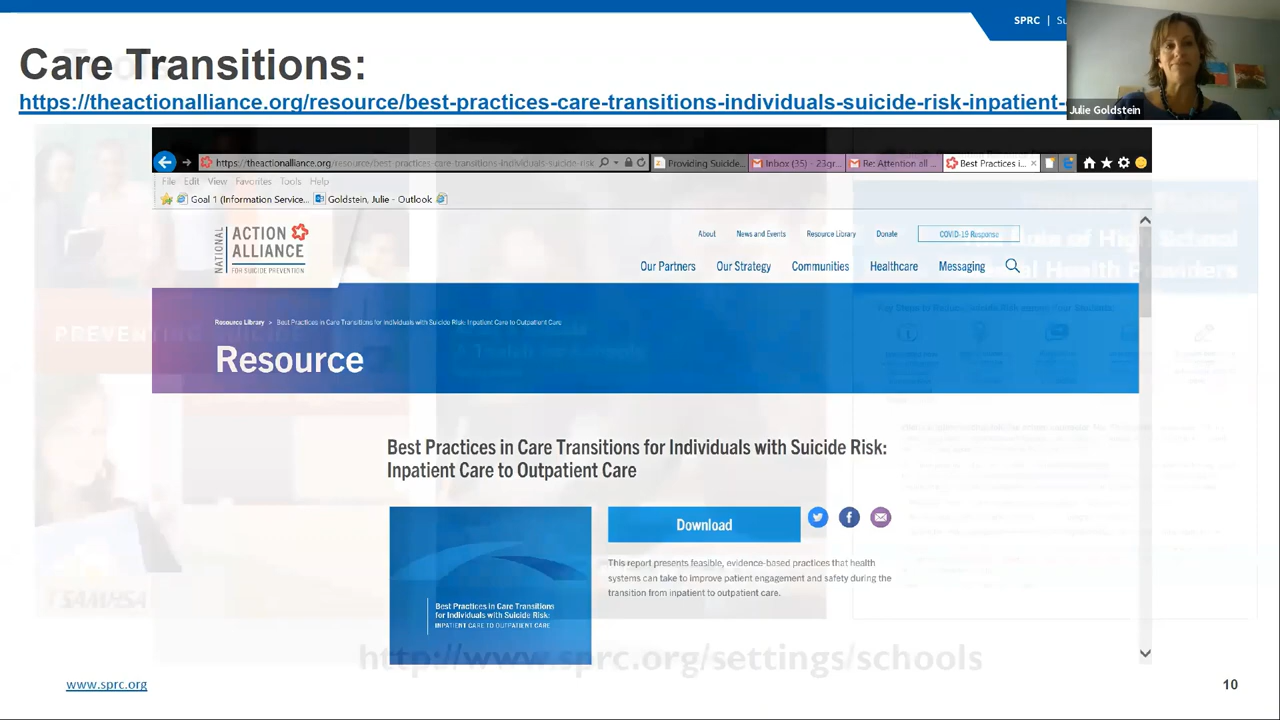 SPRC
Care Transitions:
https://theactionalliance.org/resource/best-practices-care-transitions-individuals-suicide-risk-inpatient-
Julie Goldstein
https://theactionalliance.org/resource/best-practices-care-transitions-individuals-suicide-risk
Providing Suicide...
Inbox (35) - 23gr...
Re: Attention all ...
Best Practices i...
File Edit View Favorites Tools Help
Goal 1 (Information Service...
Goldstein, Julie - Outlook
NATIONAL
ACTION
ALLIANCE
FOR SUICIDE PREVENTION
About
News and Events
Resource Library
Donate
COVID-19 Response
Our Partners
Our Strategy
Communities
Healthcare
Messaging
Resource Library > Best Practices in Care Transitions for Individuals with Suicide Risk: Inpatient Care to Outpatient Care
Resource
PREVENTING
Best Practices in Care Transitions for Individuals with Suicide Risk:
Inpatient Care to Outpatient Care
Download
This report presents feasible, evidence-based practices that health
systems can take to improve patient engagement and safety during the
transition from inpatient to outpatient care.
Best Practices in Care Transitions
for Individuals with Suicide Risk:
INPATIENT CARE TO OUTPATIENT CARE
SAMHSA
http://www.sprc.org/settings/schools
www.sprc.org
10